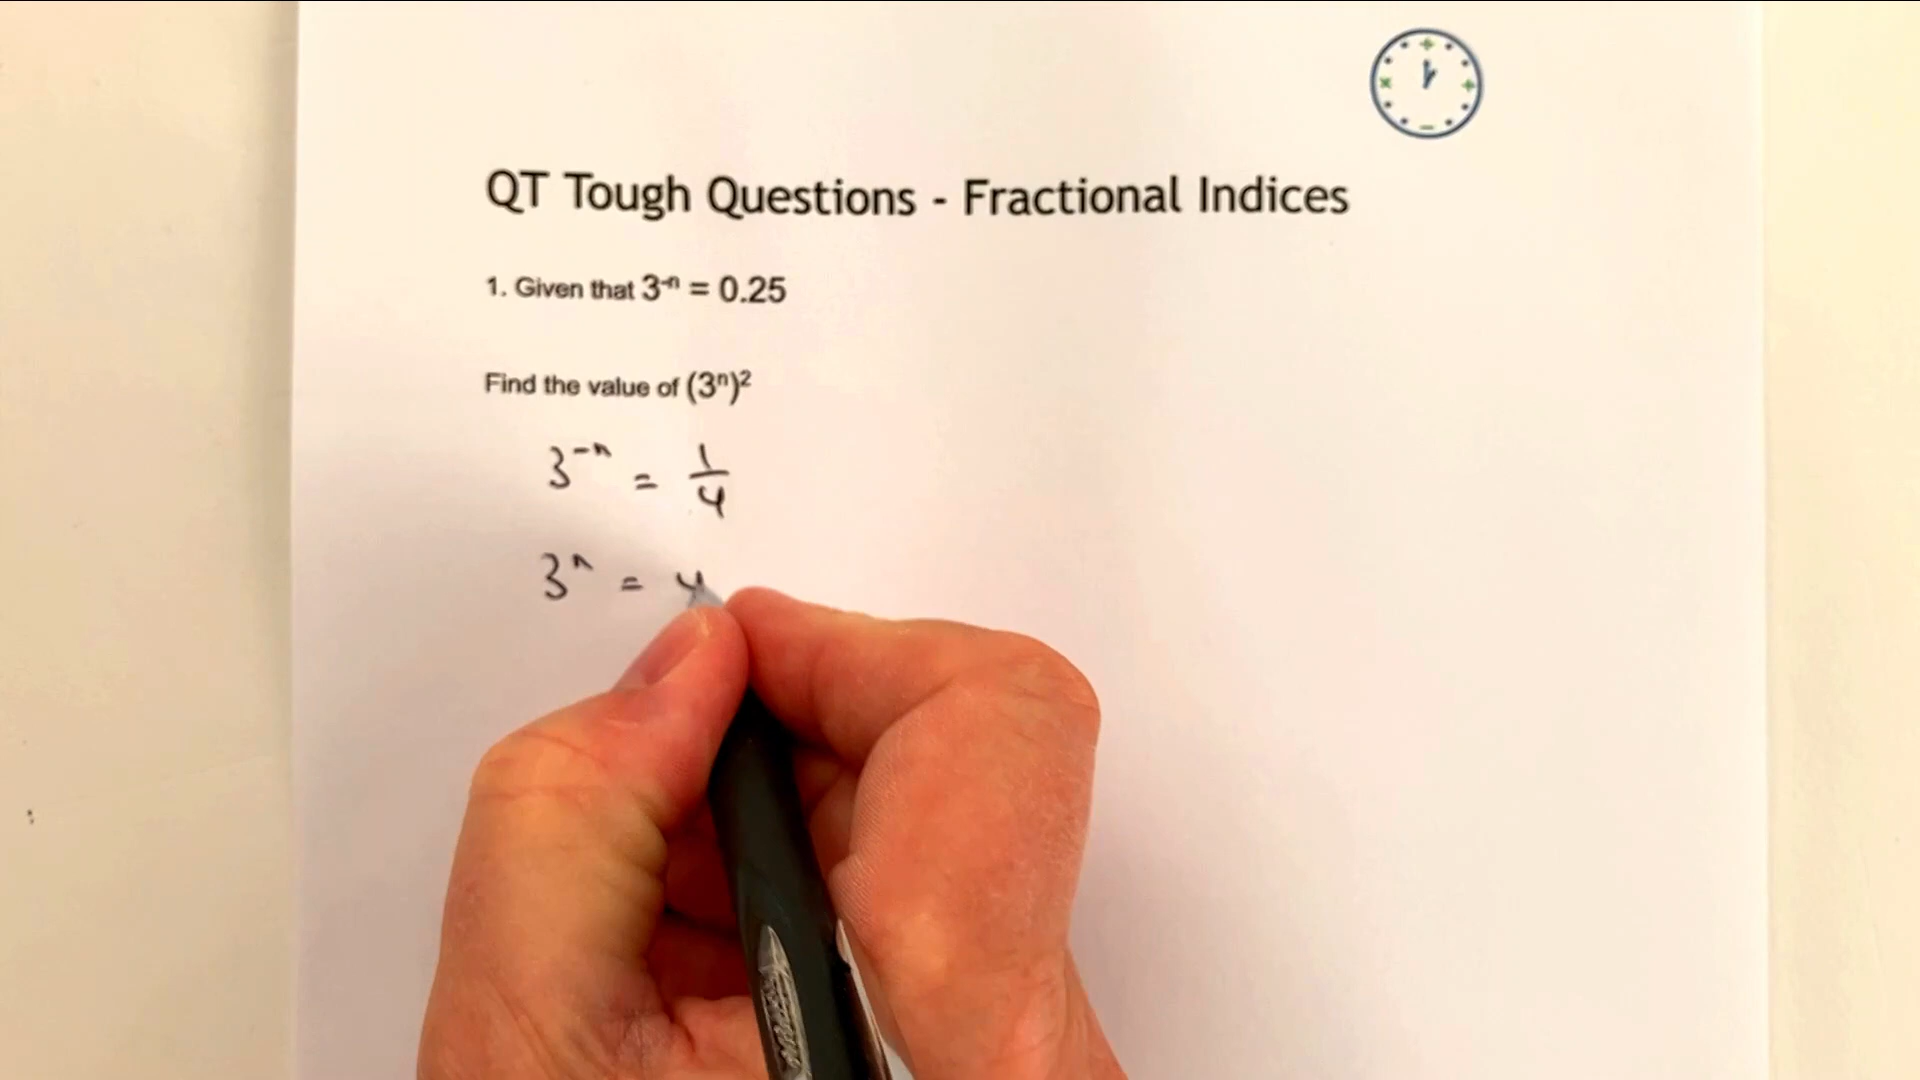 QT Tough Questions - Fractional Indices
1. Given that 3⁻ⁿ = 0.25
Find the value of (3ⁿ)²
3⁻ⁿ = 1/4
3ⁿ = 4